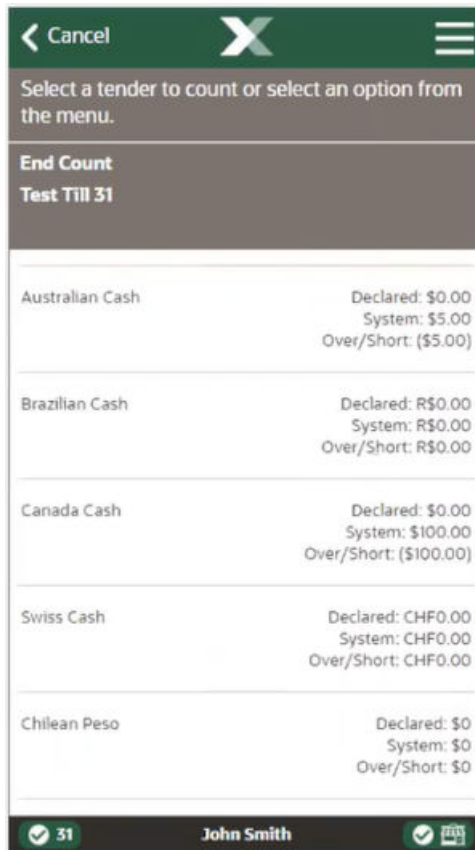 Cancel
Select a tender to count or select an option from
the menu.
End Count
Test Till 31
Australian Cash
Declared: $0.00
System: $5.00
Over/Short: ($5.00)
Brazilian Cash
Declared: R$0.00
System: R$0.00
Over/Short: R$0.00
Canada Cash
Declared: $0.00
System: $100.00
Over/Short: ($100.00)
Swiss Cash
Declared: CHF0.00
System: CHF0.00
Over/Short: CHF0.00
Chilean Peso
Declared: $0
System: $0
Over/Short: $0
31
John Smith